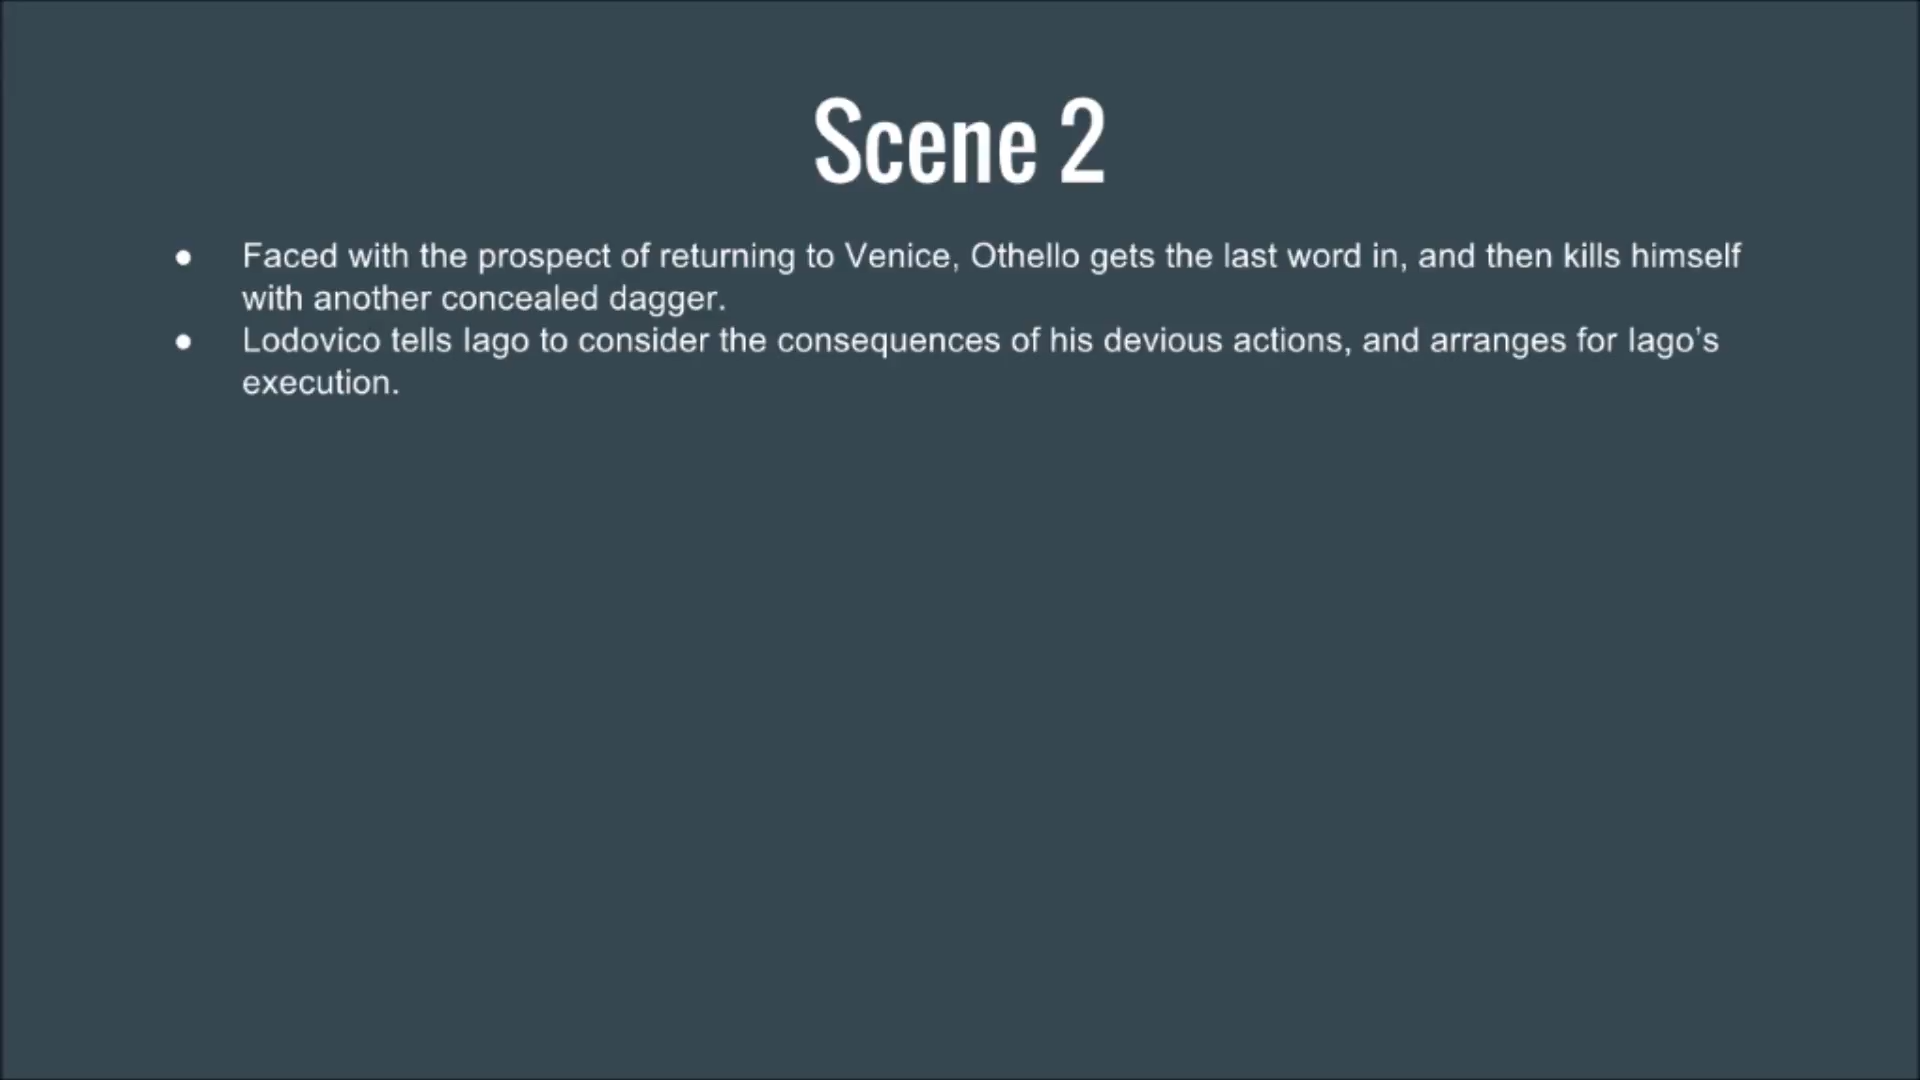 Scene 2
● Faced with the prospect of returning to Venice, Othello gets the last word in, and then kills himself
with another concealed dagger.
● Lodovico tells Iago to consider the consequences of his devious actions, and arranges for Iago’s
execution.